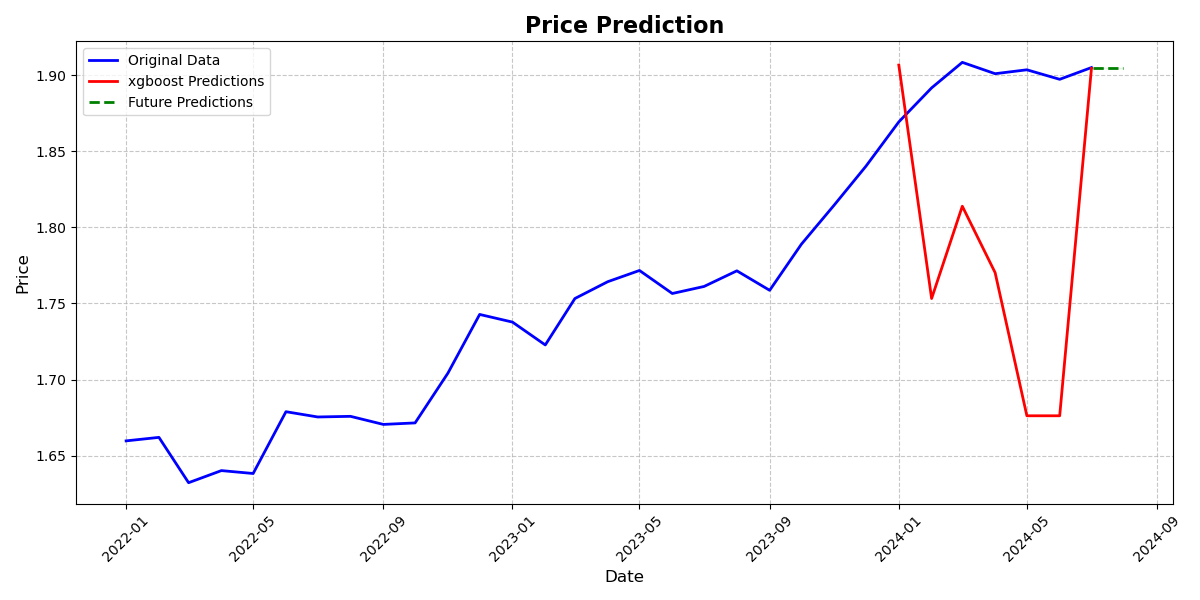 Price Prediction
Original Data
xgboost Predictions
Future Predictions
Price
1.90
1.85
1.80
1.75
1.70
1.65
2022-01
2022-05
2022-09
2023-01
2023-05
2023-09
2024-01
2024-05
2024-09
Date